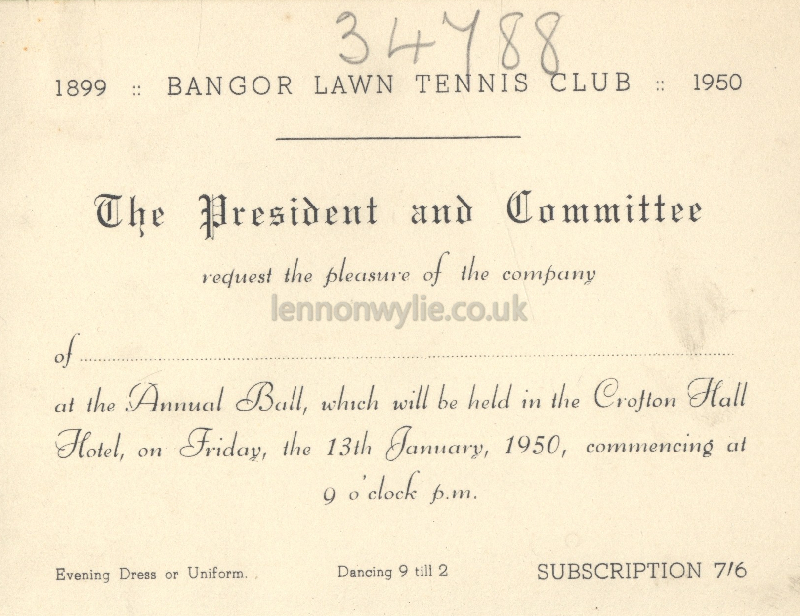 34788
1899 :: BANGOR LAWN TENNIS CLUB :: 1950
The President and Committee
request the pleasure of the company
lennonwylie.co.uk
of
at the Annual Ball, which will be held in the Crofton Hall
Hotel, on Friday, the 13th January, 1950, commencing at
9 o'clock p.m.
Evening Dress or Uniform. Dancing 9 till 2 SUBSCRIPTION 7/6